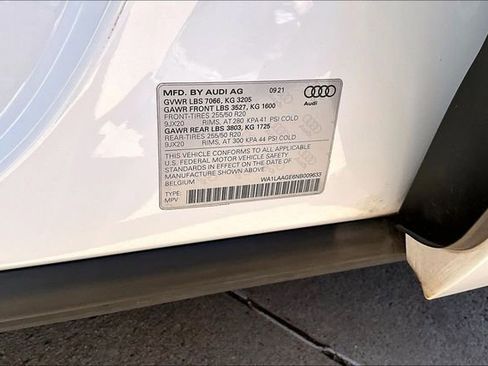 MFD. BY AUDI AG 09.21
GVWR LBS 7066, KG 3205
GAWR FRONT LBS 3527, KG 1600
FRONT-TIRES 255/50 R20
9JX20 RIMS, AT 280 KPA 41 PSI COLD
GAWR REAR LBS 3803, KG 1725
REAR-TIRES 255/50 R20
9JX20 RIMS, AT 300 KPA 44 PSI COLD
THIS VEHICLE CONFORMS TO ALL APPLICABLE
U.S. FEDERAL MOTOR VEHICLE SAFETY
STANDARDS IN EFFECT ON THE DATE OF
MANUFACTURE SHOWN ABOVE. MADE IN
BELGIUM
WA1LAAGE6NB009633
TYPE:
MPV
Audi